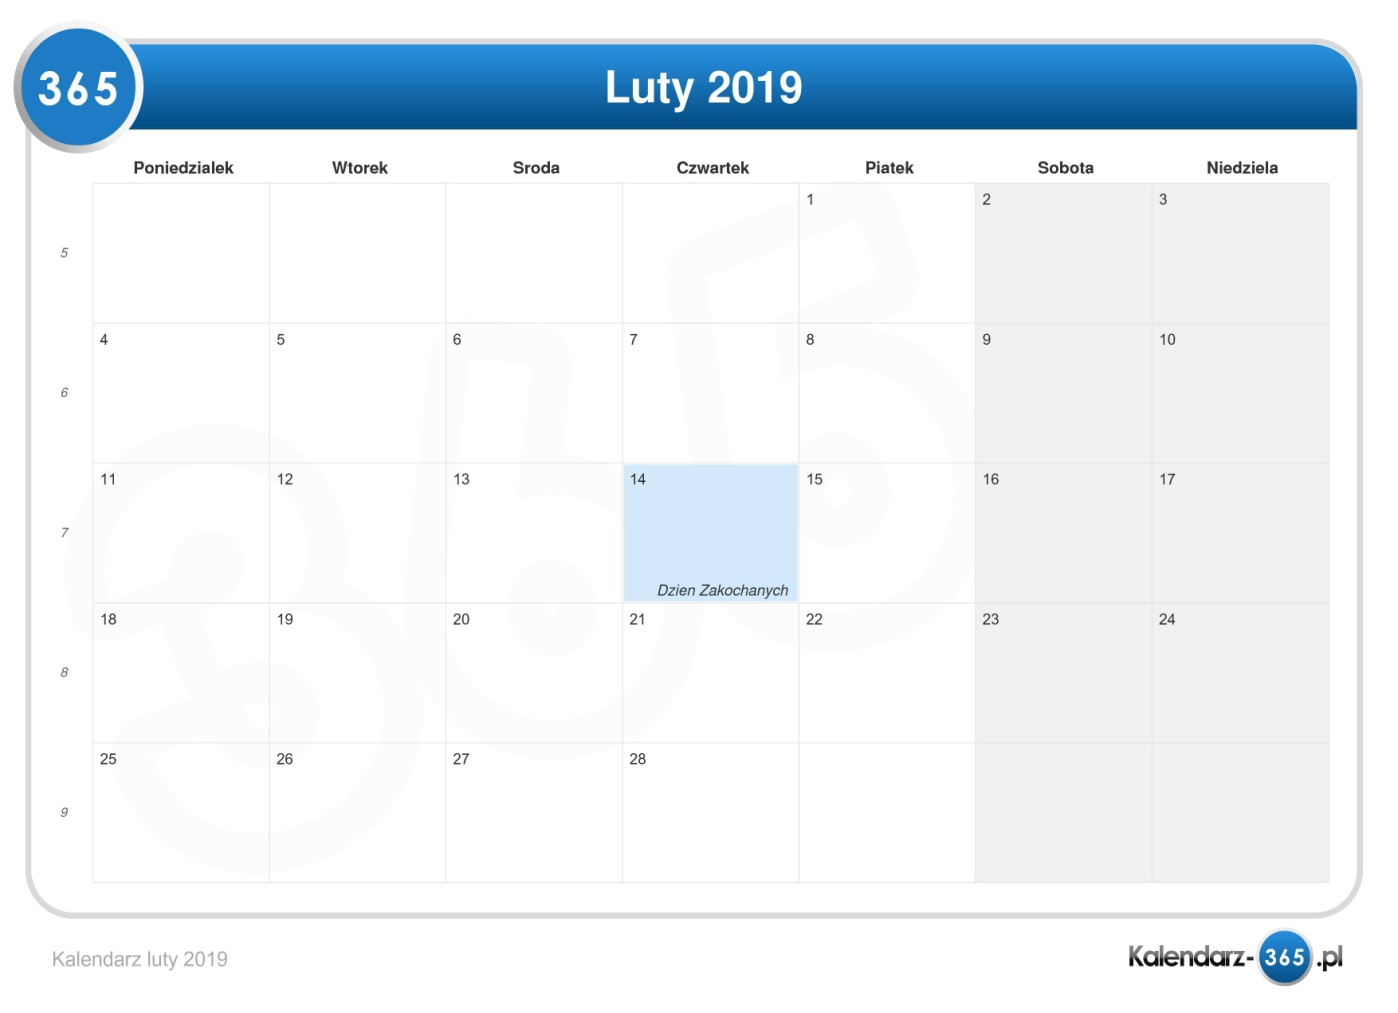 365
Luty 2019
Poniedzialek Wtorek Sroda Czwartek Piatek Sobota Niedziela
1 2 3
5
4 5 6 7 8 9 10
6
11 12 13 14 15 16 17
7
Dzien Zakochanych
18 19 20 21 22 23 24
8
25 26 27 28
9
Kalendarz luty 2019
Kalendarz-365.pl